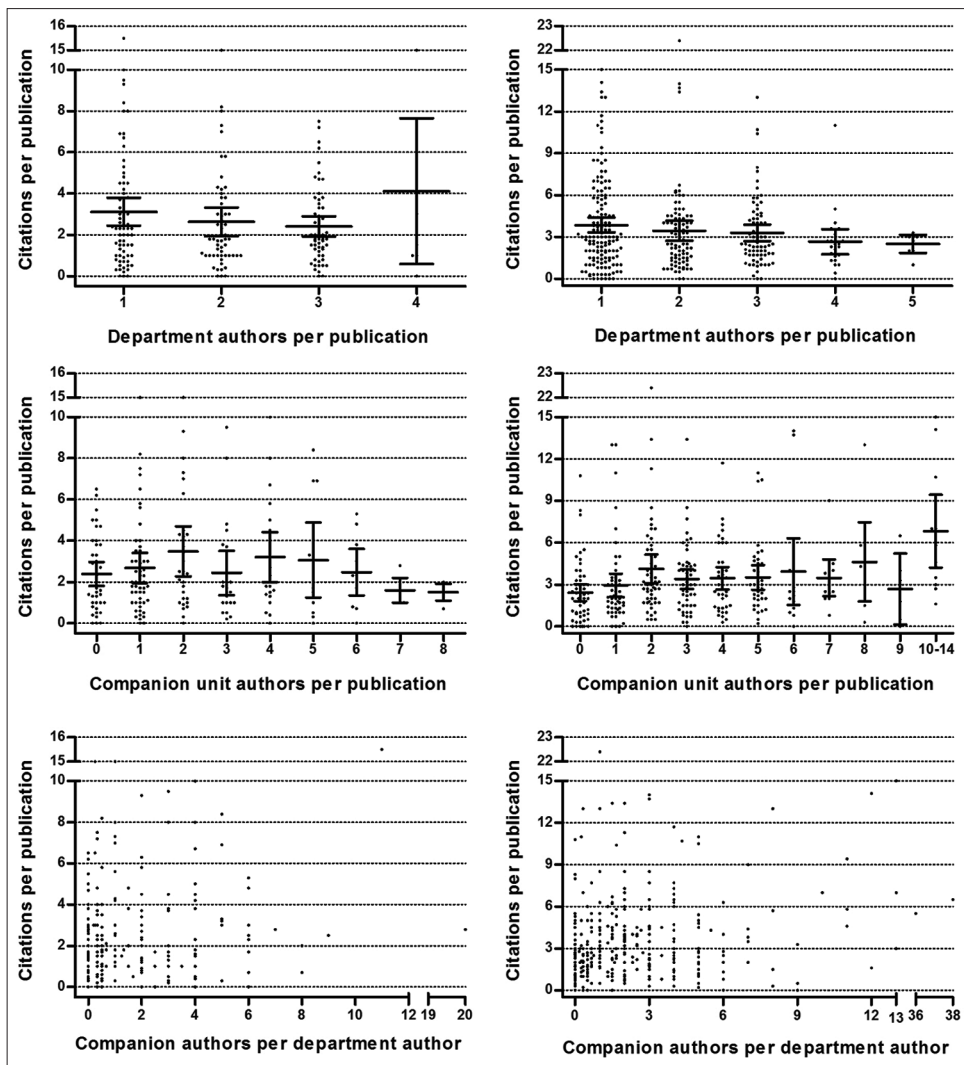 Citations per publication
16
15
10
8
6
4
2
0
1 2 3 4
Department authors per publication
Citations per publication
23
22
15
12
9
6
3
0
1 2 3 4 5
Department authors per publication
Citations per publication
16
15
10
8
6
4
2
0
0 1 2 3 4 5 6 7 8
Companion unit authors per publication
Citations per publication
23
22
15
12
9
6
3
0
0 1 2 3 4 5 6 7 8 9 10-14
Companion unit authors per publication
Citations per publication
16
15
10
8
6
4
2
0
0 2 4 6 8 10 12 19 20
Companion authors per department author
Citations per publication
23
22
15
12
9
6
3
0
0 3 6 9 12 13 36 38
Companion authors per department author